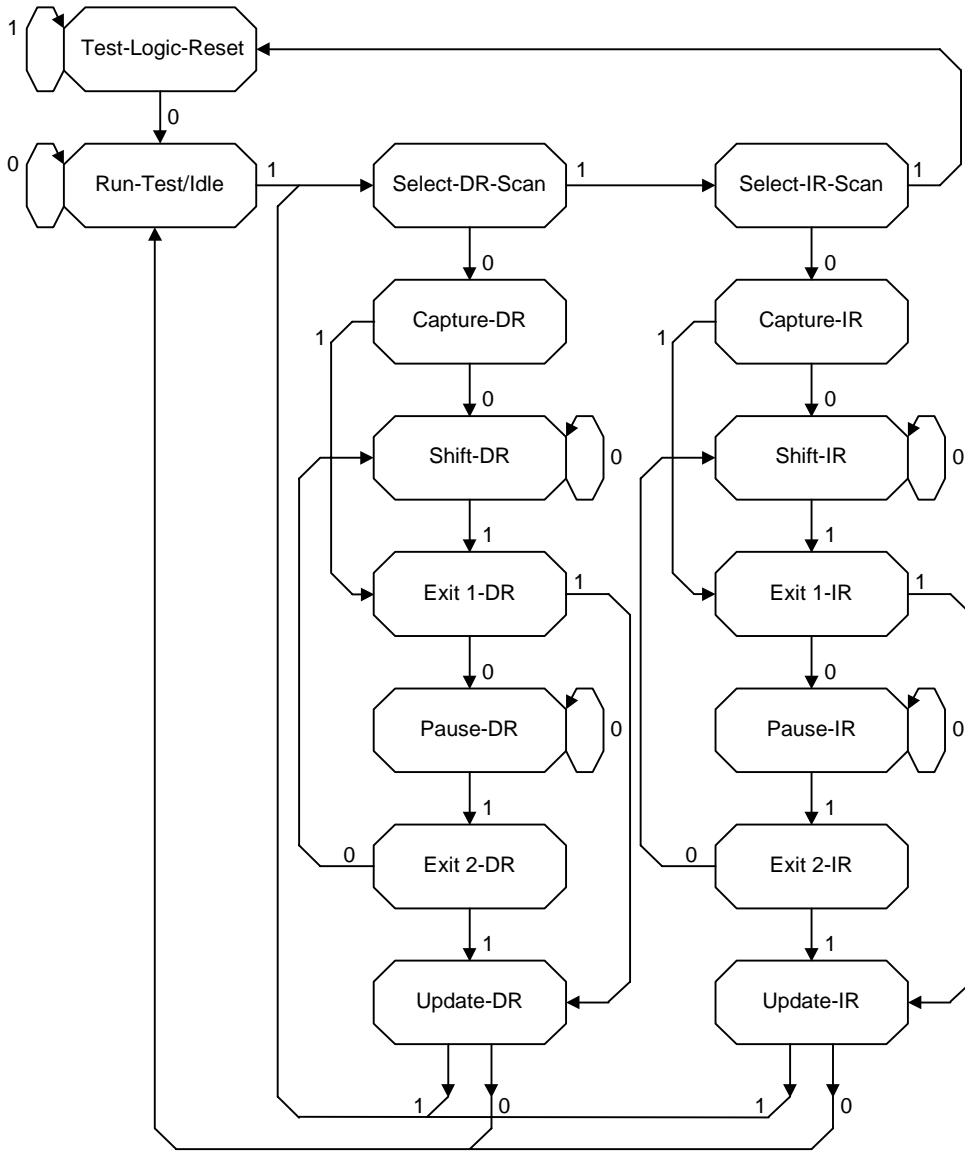 1
Test-Logic-Reset
0
0
Run-Test/Idle
1
Select-DR-Scan
1
Select-IR-Scan
1
0
0
Capture-DR
Capture-IR
1
1
0
0
Shift-DR
0
Shift-IR
0
1
1
Exit 1-DR
1
Exit 1-IR
1
0
0
Pause-DR
0
Pause-IR
0
1
1
0
Exit 2-DR
0
Exit 2-IR
1
1
Update-DR
Update-IR
1
0
1
0